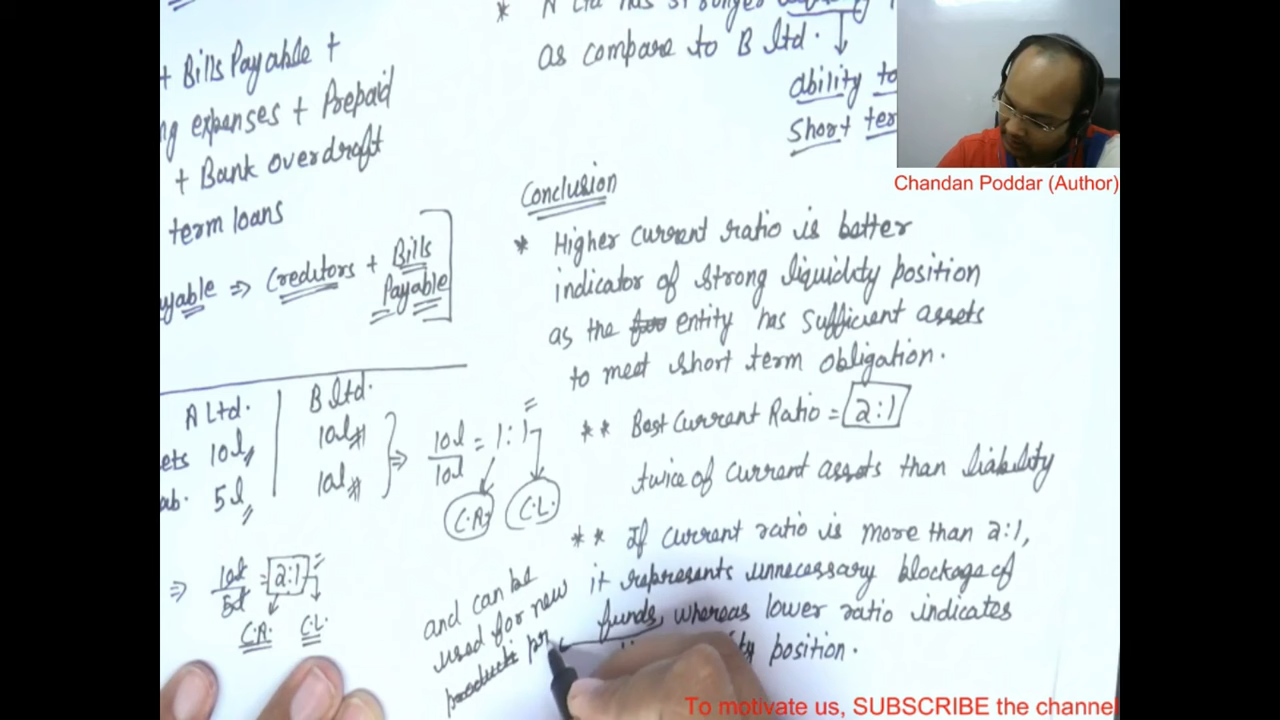 + Bills Payable +
ng expenses + Prepaid
+ Bank overdraft
term loans
yable ⇒ Creditors + Bills
Payable
A Ltd. B ltd.
ets 10l 10l
ab. 5l 10l
⇒ 10l/10l = 1:1
C.A. C.L.
⇒ 10l/5l = 2:1
C.A. C.L.
* A Ltd has stronger
as compare to B ltd.
ability to
short ter
Chandan Poddar (Author)
Conclusion
* Higher current ratio is better
indicator of strong liquidity position
as the entity has sufficient assets
to meet short term obligation.
** Best Current Ratio = 2:1
twice of current assets than liability
** If current ratio is more than 2:1,
it represents unnecessary blockage of
funds, whereas lower ratio indicates
position.
and can be
used for new
To motivate us, SUBSCRIBE the channel